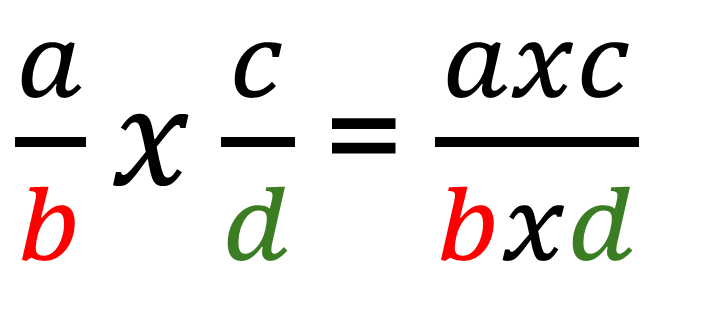 a/b x c/d = axc/bxd